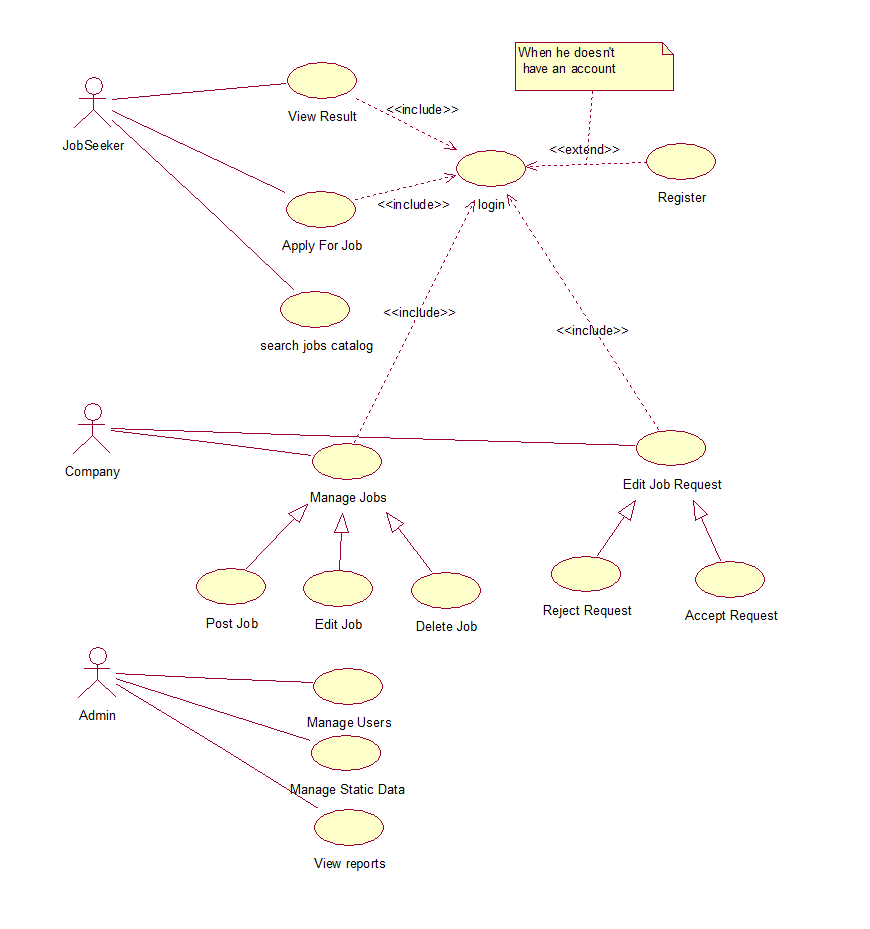 When he doesn't
have an account
<<include>>
View Result
JobSeeker
<<extend>>
Register
<<include>>
login
Apply For Job
<<include>>
<<include>>
search jobs catalog
Company
Edit Job Request
Manage Jobs
Reject Request
Accept Request
Post Job
Edit Job
Delete Job
Admin
Manage Users
Manage Static Data
View reports